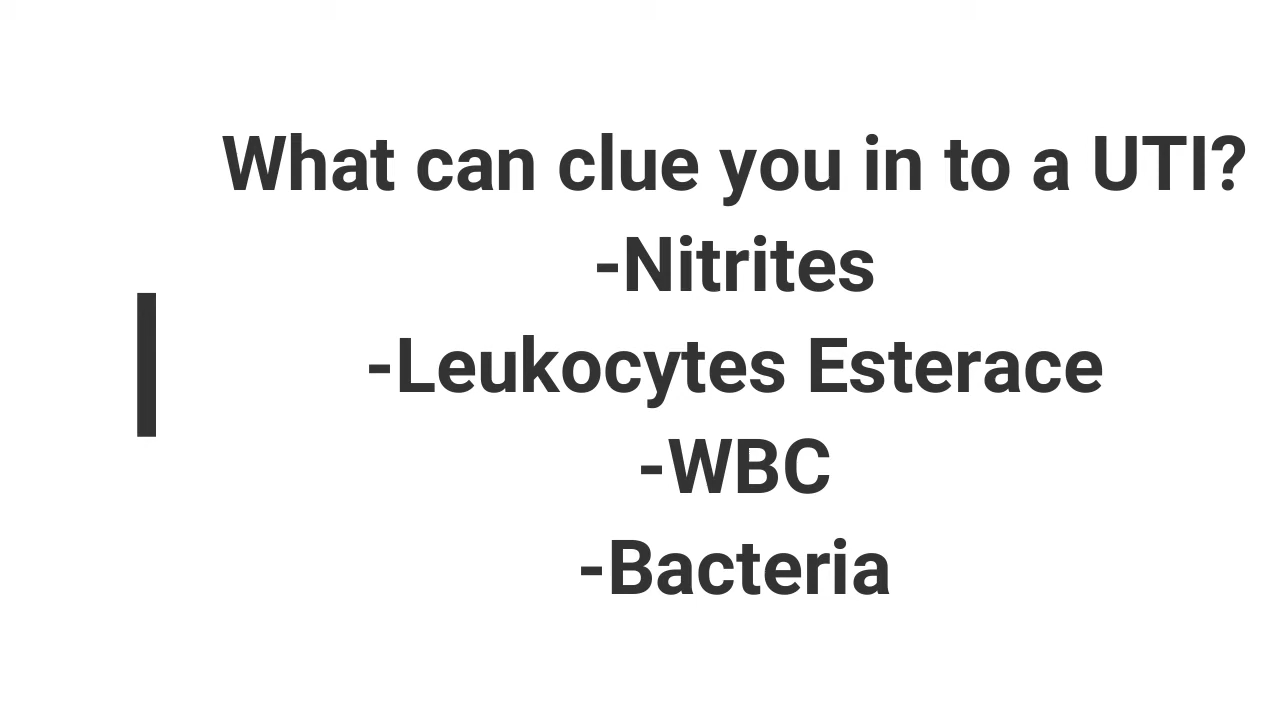 What can clue you in to a UTI?
-Nitrites
-Leukocytes Esterace
-WBC
-Bacteria